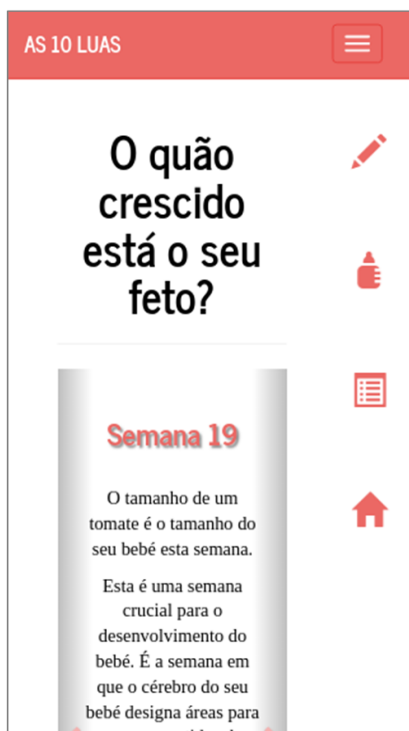 AS 10 LUAS
O quão
crescido
está o seu
feto?
Semana 19
O tamanho de um
tomate é o tamanho do
seu bebé esta semana.
Esta é uma semana
crucial para o
desenvolvimento do
bebé. É a semana em
que o cérebro do seu
bebé designa áreas para